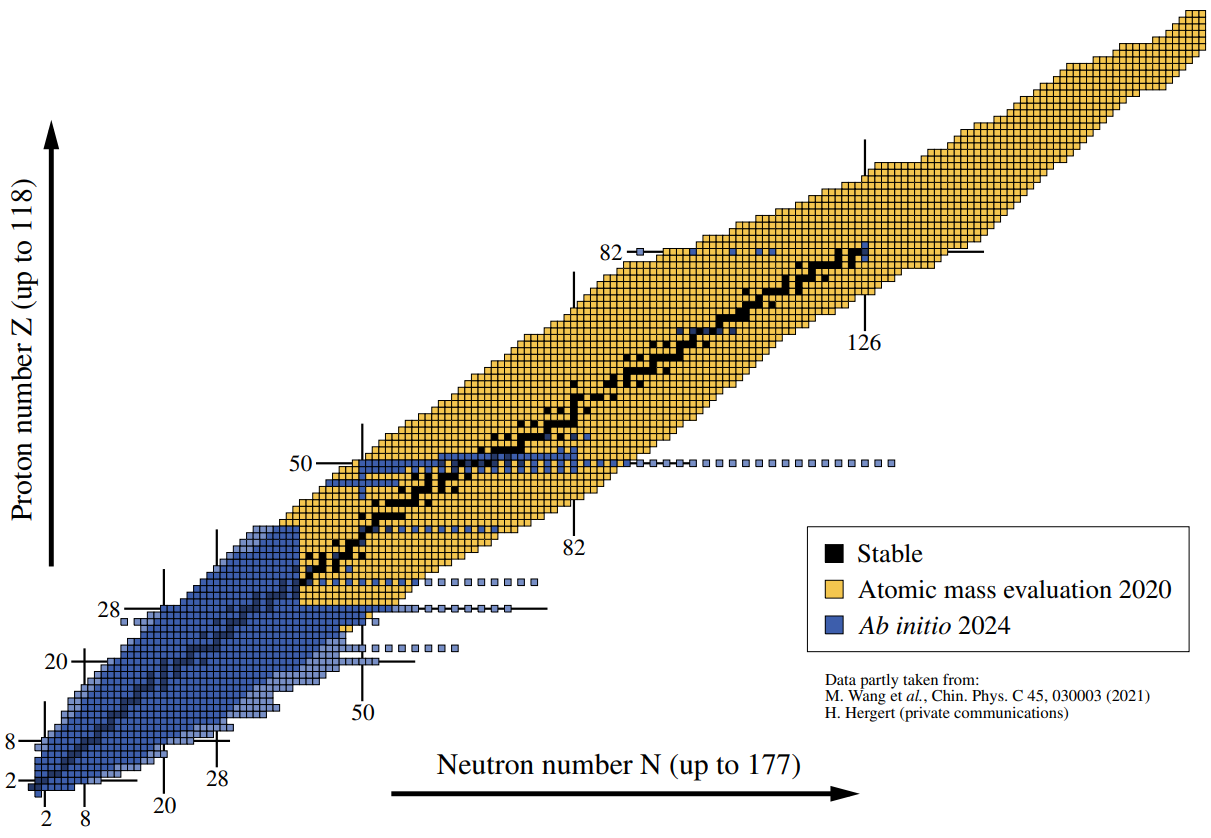 Proton number Z (up to 118)
82
126
50
82
28
20
50
8
28
2
20
2
8
Neutron number N (up to 177)
Stable
Atomic mass evaluation 2020
Ab initio 2024
Data partly taken from:
M. Wang et al., Chin. Phys. C 45, 030003 (2021)
H. Hergert (private communications)